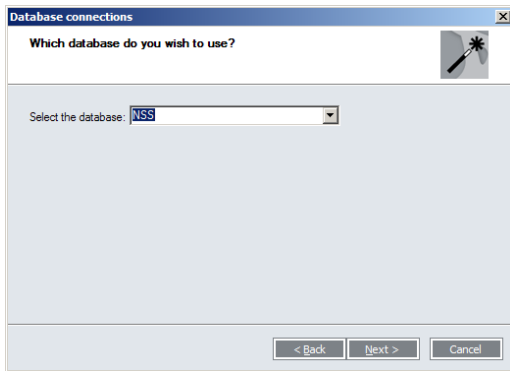 Database connections
Which database do you wish to use?
Select the database: NSS
< Back Next > Cancel